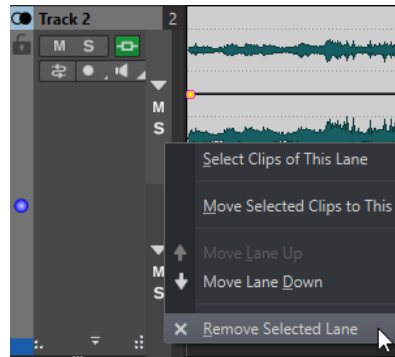 Track 2
2
M S
M
S
Select Clips of This Lane
Move Selected Clips to This
Move Lane Up
M
Move Lane Down
S
Remove Selected Lane